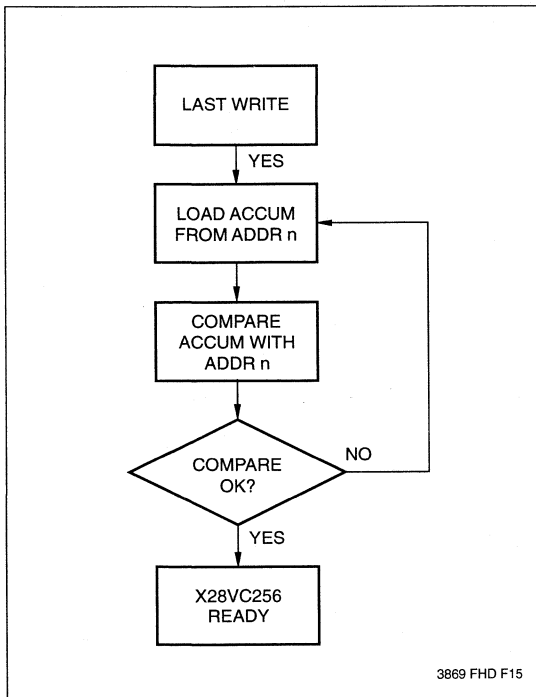 LAST WRITE
YES
LOAD ACCUM
FROM ADDR n
COMPARE
ACCUM WITH
ADDR n
COMPARE
OK?
NO
YES
X28VC256
READY
3869 FHD F15